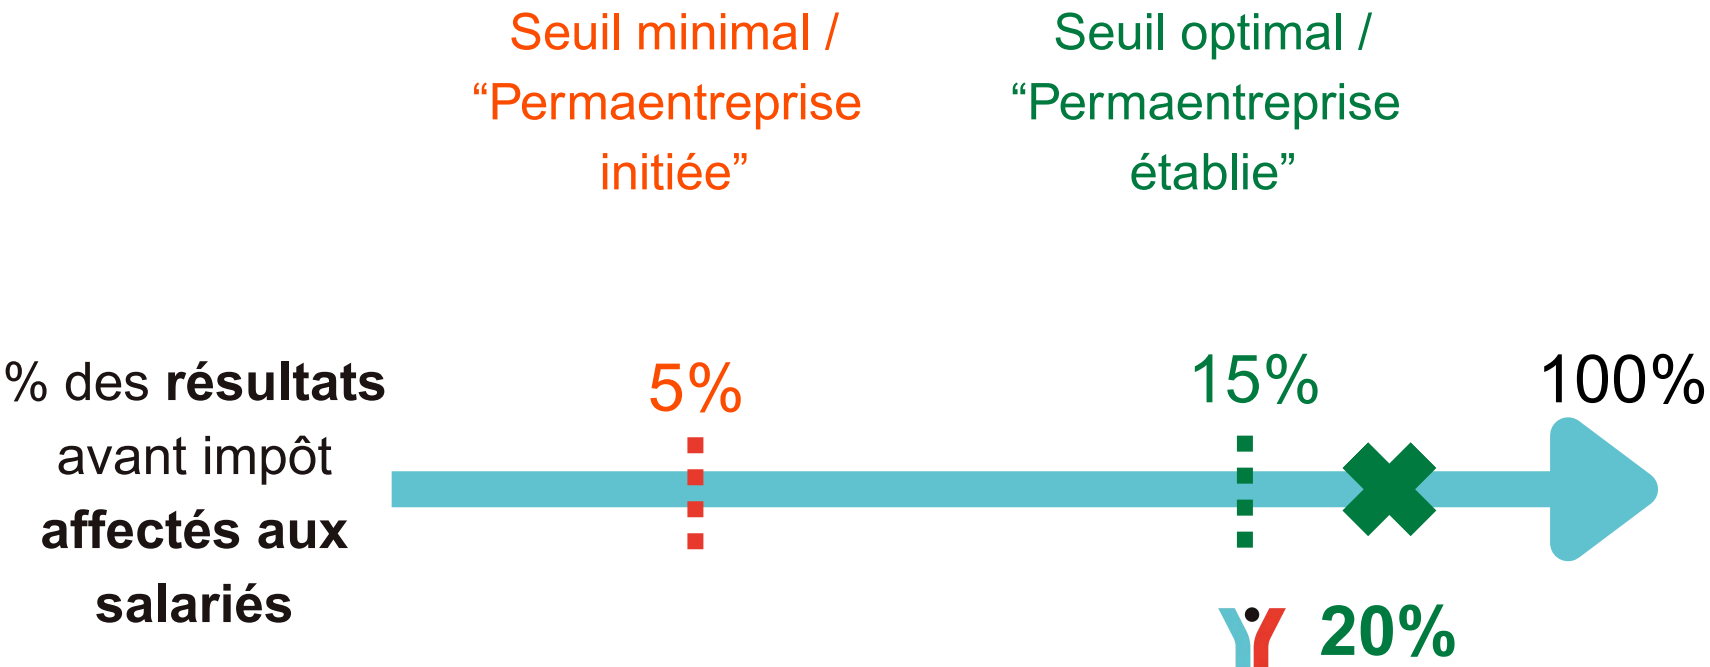 Seuil minimal /
“Permaentreprise
initiée”
Seuil optimal /
“Permaentreprise
établie”
% des résultats
avant impôt
affectés aux
salariés
5%
15%
100%
20%